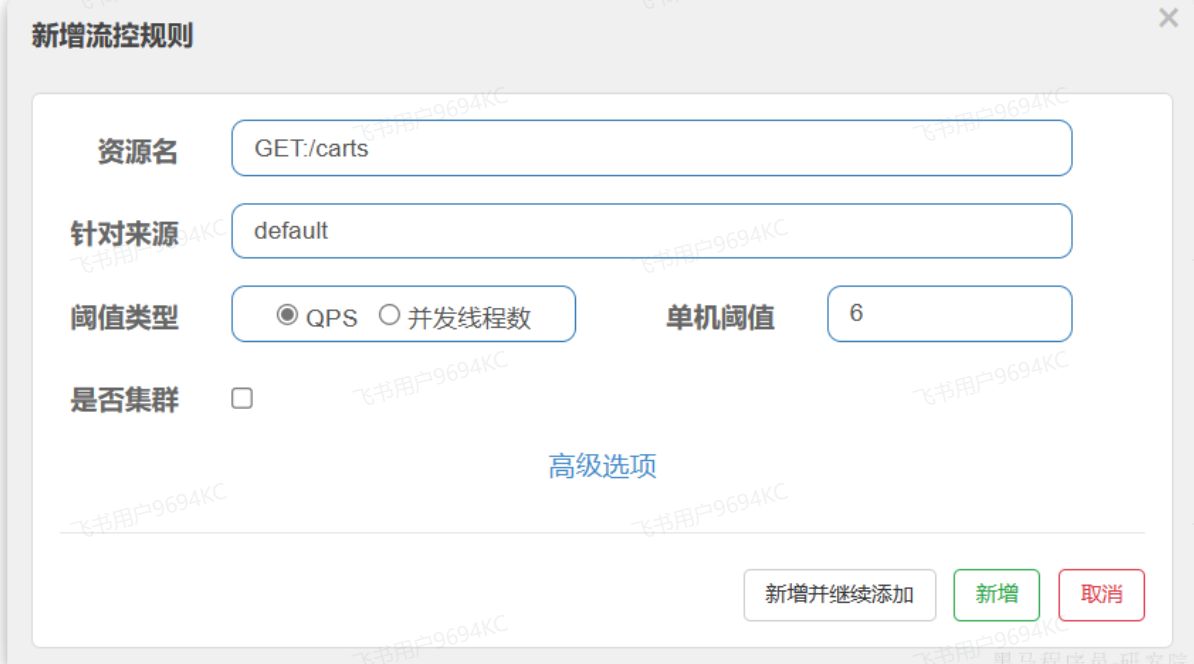 新增流控规则
×
资源名 GET:/carts
针对来源 default
阈值类型 QPS 并发线程数 单机阈值 6
是否集群
高级选项
新增并继续添加 新增 取消
飞书用户9694KC
飞书用户9694KC
飞书用户9694KC
飞书用户9694KC
飞书用户9694KC
飞书用户9694KC
飞书用户9694KC
飞书用户9694KC
飞书用户9694KC
飞书用户9694KC
黑马程序员-研究院